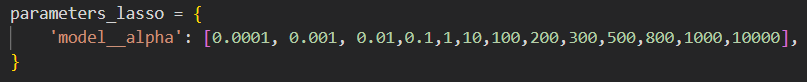 parameters_lasso = {
    'model__alpha': [0.0001, 0.001, 0.01,0.1,1,10,100,200,300,500,800,1000,10000],
}